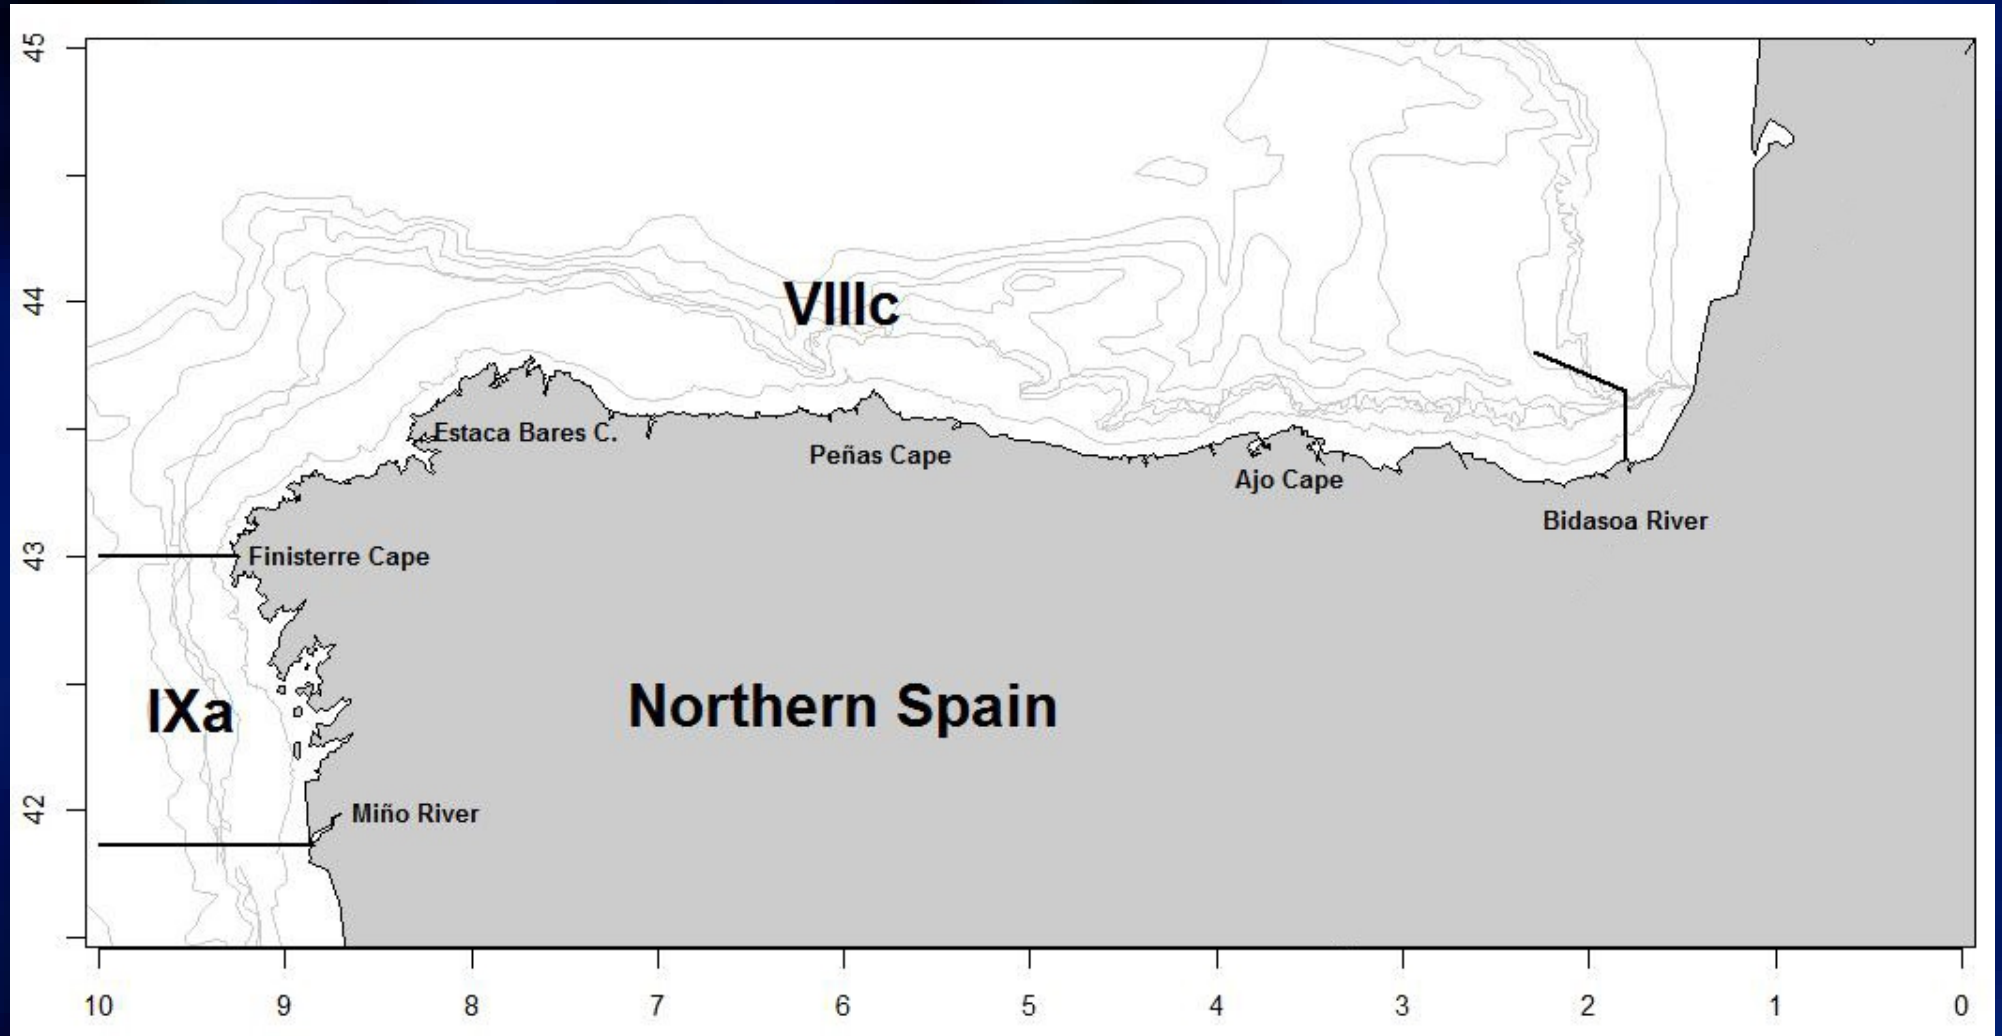 45
44
43
42
VIIIc
Estaca Bares C.
Peñas Cape
Ajo Cape
Bidasoa River
Finisterre Cape
IXa
Northern Spain
Miño River
10 9 8 7 6 5 4 3 2 1 0